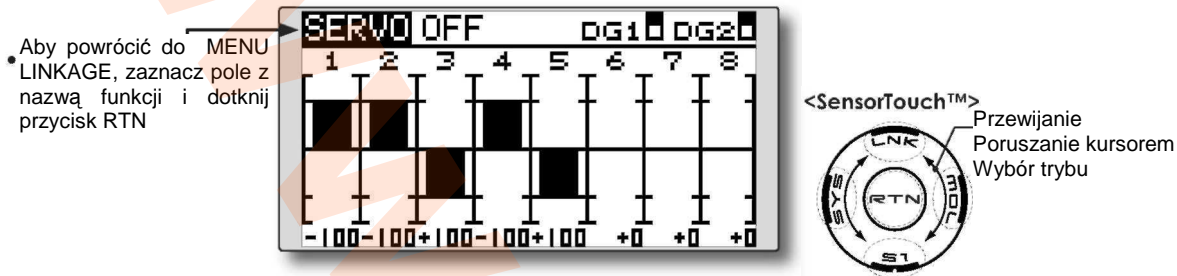 • Aby powrócić do MENU
LINKAGE, zaznacz pole z
nazwą funkcji i dotknij
przycisk RTN
SERVO OFF DG1 DG2
1 2 3 4 5 6 7 8
-100-100+100-100+100 +0 +0 +0
<SensorTouch™>
Przewijanie
Poruszanie kursorem
Wybór trybu
LNK
SYS
RTN
MDL
S1